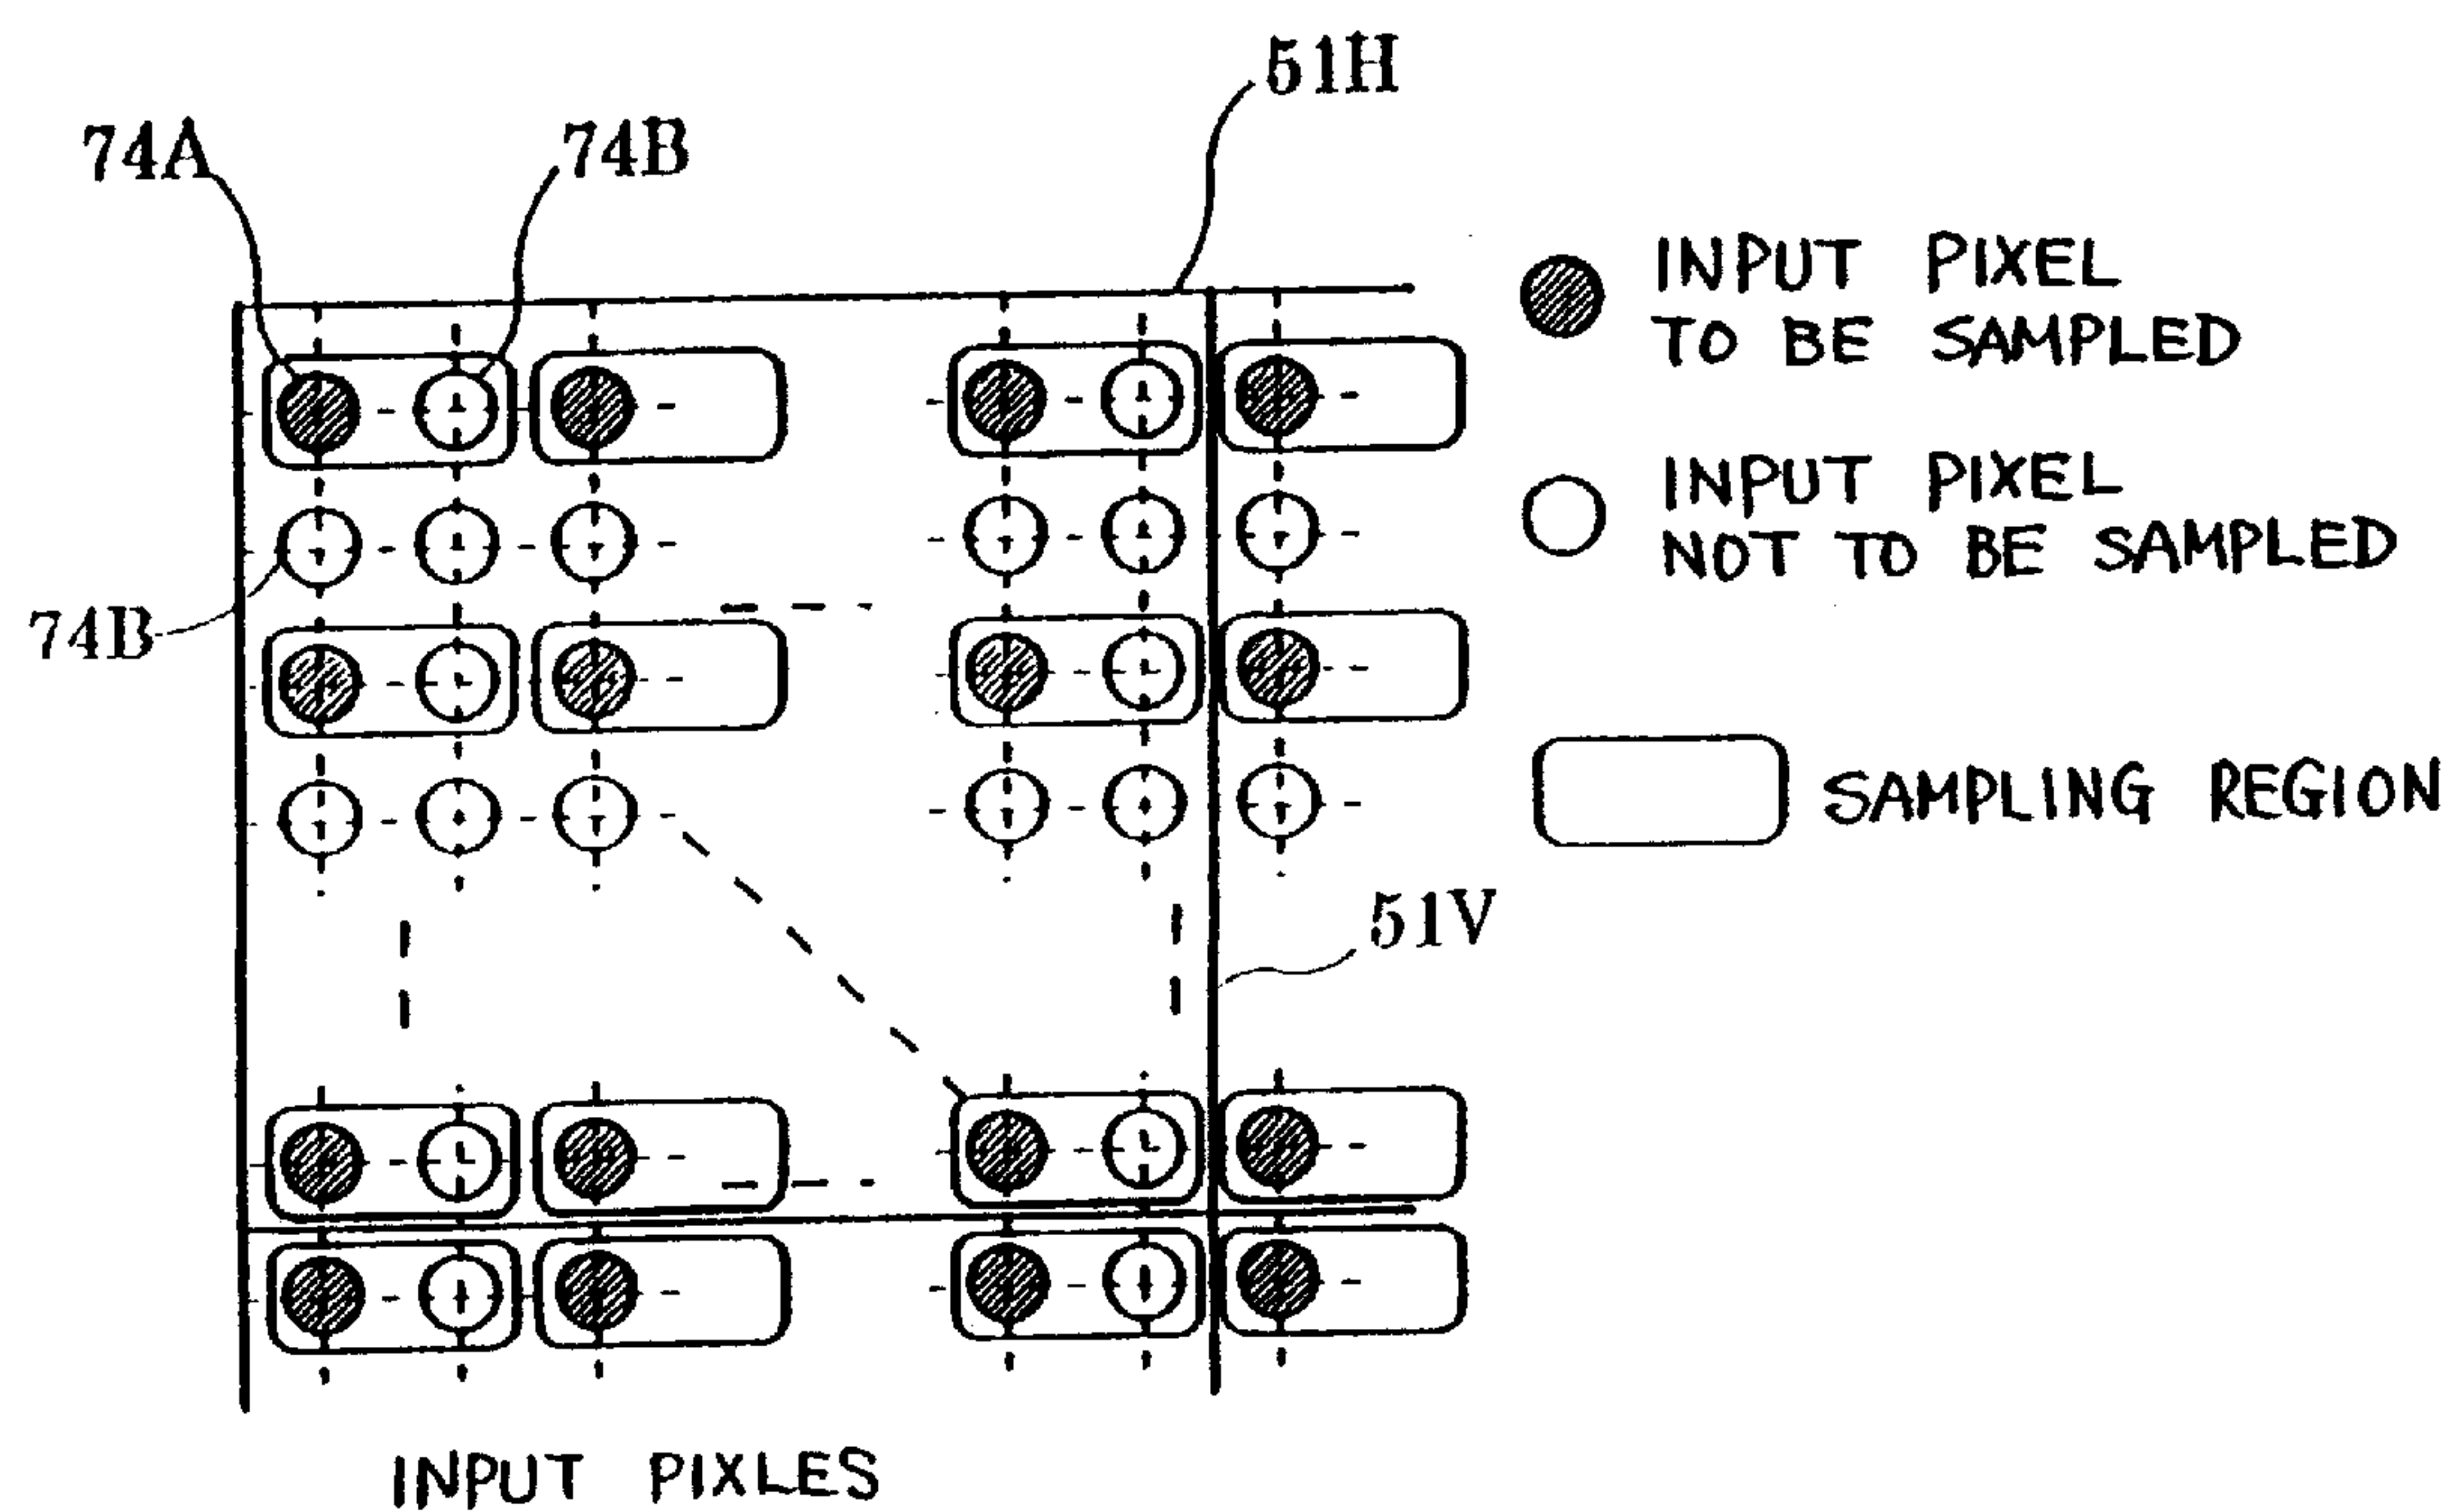 51H
74A
74B
INPUT PIXEL
TO BE SAMPLED
INPUT PIXEL
NOT TO BE SAMPLED
74B
SAMPLING REGION
51V
INPUT PIXLES